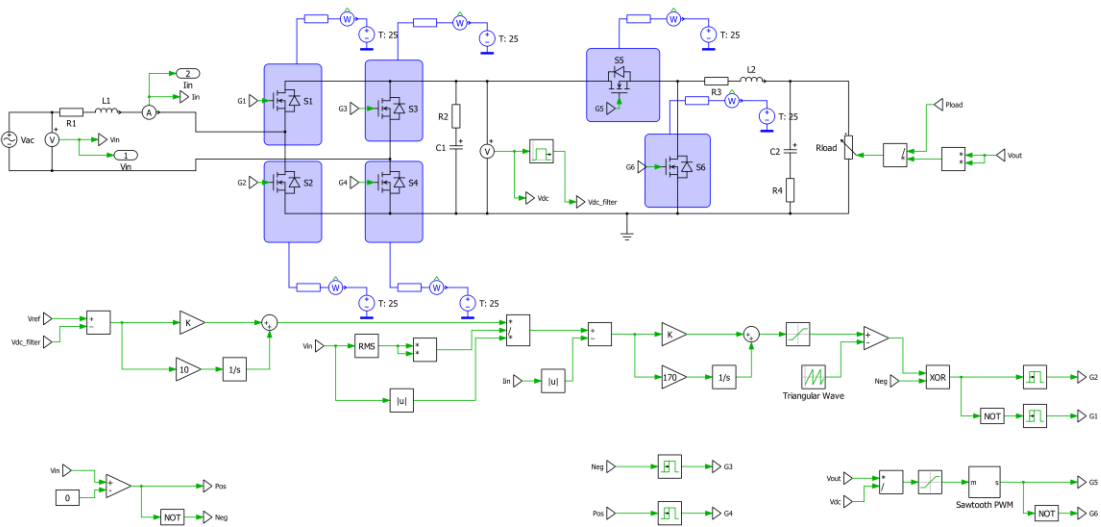 T: 25
T: 25
T: 25
S5
L2
2
Iin
Iin
L1
R1
A
G1
S1
G3
S3
R2
C1
G5
R3
T: 25
Pload
Vac
V
Vin
1
Vin
V
Vdc
Vdc_filter
G6
S6
C2
R4
Rload
Vout
G2
S2
G4
S4
W
W
W
W
W
W
T: 25
T: 25
Vref
Vdc_filter
K
10
1/s
Vin
RMS
|u|
*
*
*
/
*
Iin
|u|
K
170
1/s
Triangular Wave
Neg
XOR
NOT
G2
G1
Vin
0
Pos
NOT
Neg
Neg
G3
Pos
G4
Vout
Vdc
*
/
m
s
Sawtooth PWM
G5
NOT
G6